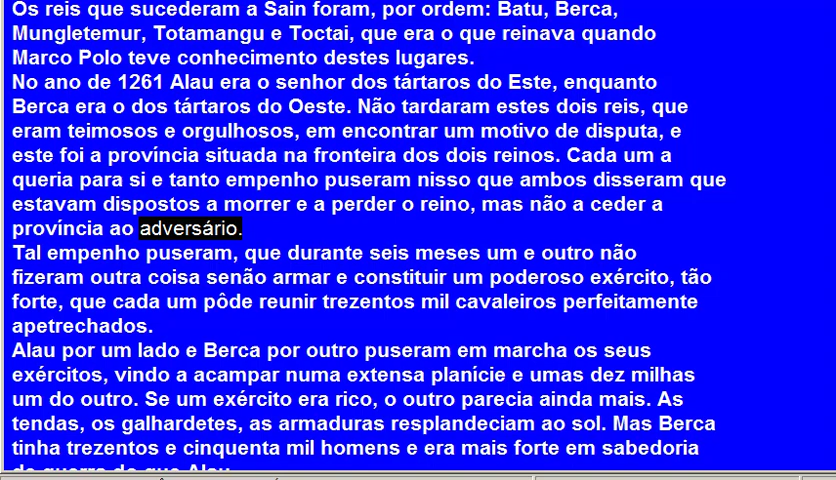 Os reis que sucederam a Sain foram, por ordem: Batu, Berca,
Mungletemur, Totamangu e Toctai, que era o que reinava quando
Marco Polo teve conhecimento destes lugares.
No ano de 1261 Alau era o senhor dos tártaros do Este, enquanto
Berca era o dos tártaros do Oeste. Não tardaram estes dois reis, que
eram teimosos e orgulhosos, em encontrar um motivo de disputa, e
este foi a província situada na fronteira dos dois reinos. Cada um a
queria para si e tanto empenho puseram nisso que ambos disseram que
estavam dispostos a morrer e a perder o reino, mas não a ceder a
província ao adversário.
Tal empenho puseram, que durante seis meses um e outro não
fizeram outra coisa senão armar e constituir um poderoso exército, tão
forte, que cada um pôde reunir trezentos mil cavaleiros perfeitamente
apetrechados.
Alau por um lado e Berca por outro puseram em marcha os seus
exércitos, vindo a acampar numa extensa planície e umas dez milhas
um do outro. Se um exército era rico, o outro parecia ainda mais. As
tendas, os galhardetes, as armaduras resplandeciam ao sol. Mas Berca
tinha trezentos e cinquenta mil homens e era mais forte em sabedoria
de guerra do que Alau